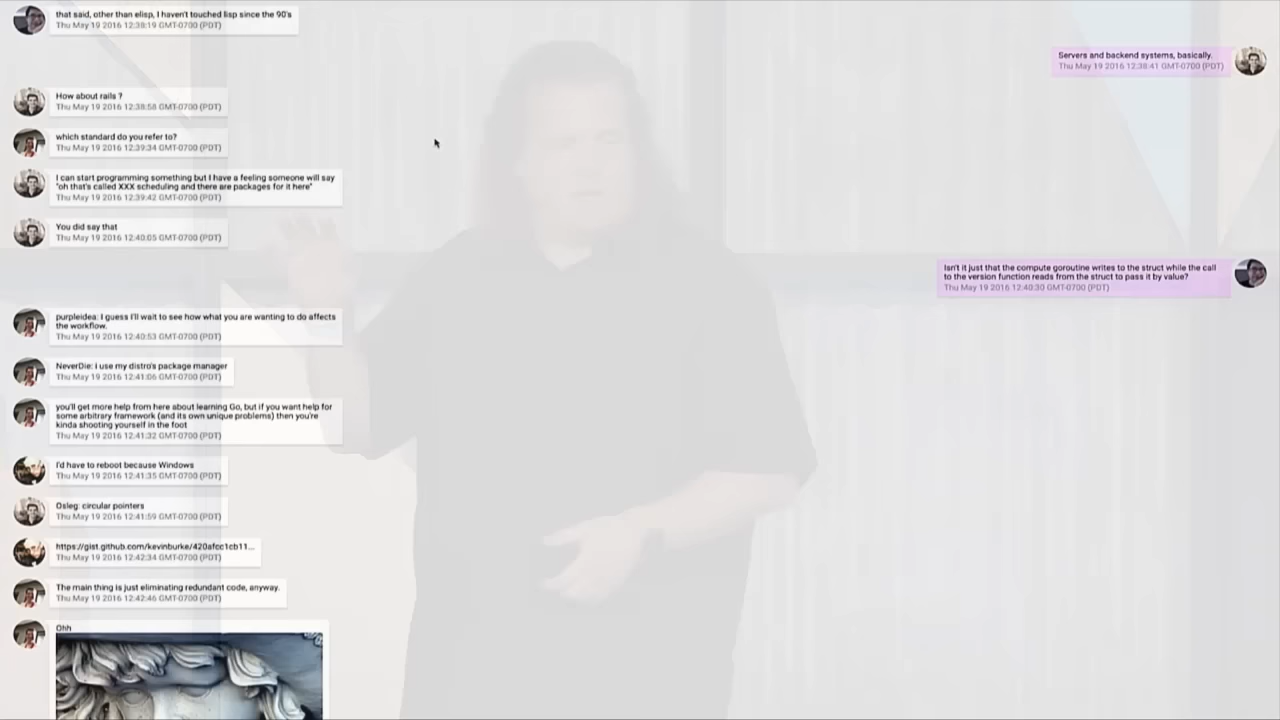 that said, other than elisp, I haven't touched lisp since the 90's
Thu May 19 2016 12:38:19 GMT-0700 (PDT)
Servers and backend systems, basically.
Thu May 19 2016 12:38:41 GMT-0700 (PDT)
How about rails ?
Thu May 19 2016 12:38:58 GMT-0700 (PDT)
which standard do you refer to?
Thu May 19 2016 12:39:34 GMT-0700 (PDT)
I can start programming something but I have a feeling someone will say
"oh that's called XXX scheduling and there are packages for it here"
Thu May 19 2016 12:39:42 GMT-0700 (PDT)
You did say that
Thu May 19 2016 12:40:05 GMT-0700 (PDT)
Isn't it just that the compute goroutine writes to the struct while the call
to the version function reads from the struct to pass it by value?
Thu May 19 2016 12:40:30 GMT-0700 (PDT)
purpleidea: I guess I'll wait to see how what you are wanting to do affects
the workflow.
Thu May 19 2016 12:40:53 GMT-0700 (PDT)
NeverDie: i use my distro's package manager
Thu May 19 2016 12:41:06 GMT-0700 (PDT)
you'll get more help from here about learning Go, but if you want help for
some arbitrary framework (and its own unique problems) then you're
kinda shooting yourself in the foot
Thu May 19 2016 12:41:32 GMT-0700 (PDT)
I'd have to reboot because Windows
Thu May 19 2016 12:41:35 GMT-0700 (PDT)
Osleg: circular pointers
Thu May 19 2016 12:41:59 GMT-0700 (PDT)
https://gist.github.com/kevinburke/420afcc1cb11...
Thu May 19 2016 12:42:34 GMT-0700 (PDT)
The main thing is just eliminating redundant code, anyway.
Thu May 19 2016 12:42:46 GMT-0700 (PDT)
Ohh